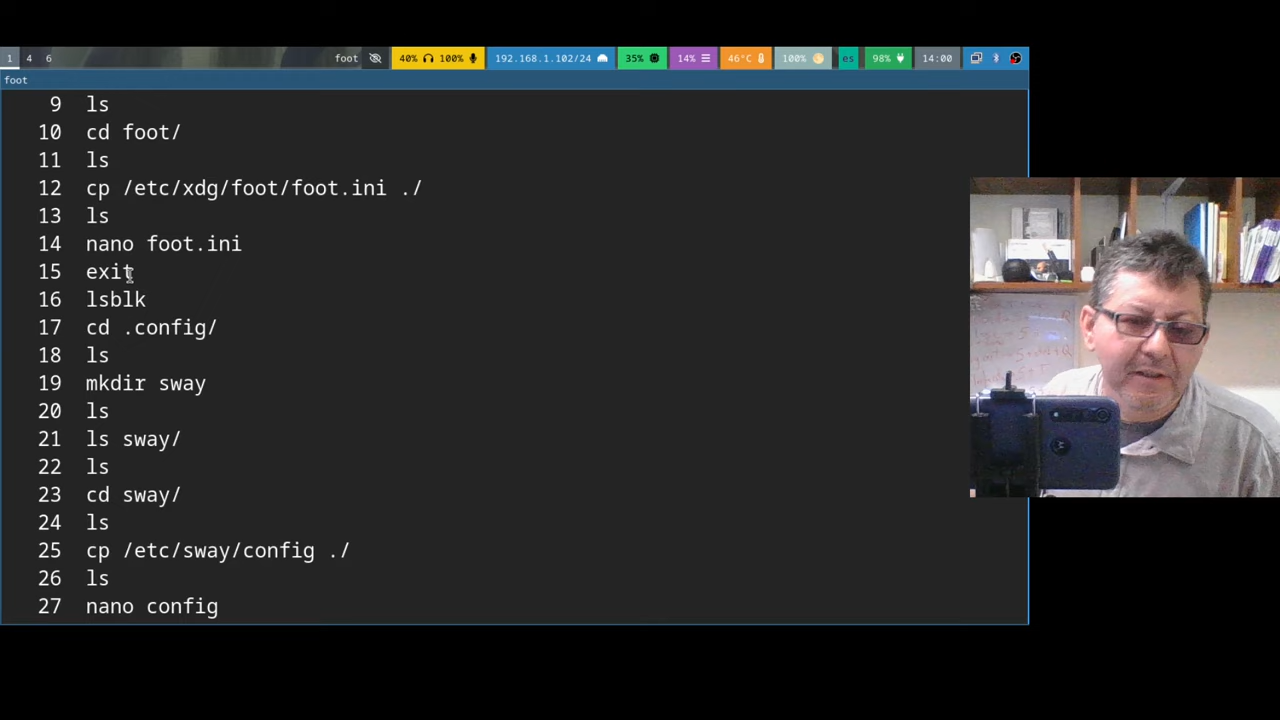 1 4 6 foot 40% 100% 192.168.1.102/24 35% 14% 46°C 100% es 98% 14:00
foot
9 ls
10 cd foot/
11 ls
12 cp /etc/xdg/foot/foot.ini ./
13 ls
14 nano foot.ini
15 exit
16 lsblk
17 cd .config/
18 ls
19 mkdir sway
20 ls
21 ls sway/
22 ls
23 cd sway/
24 ls
25 cp /etc/sway/config ./
26 ls
27 nano config